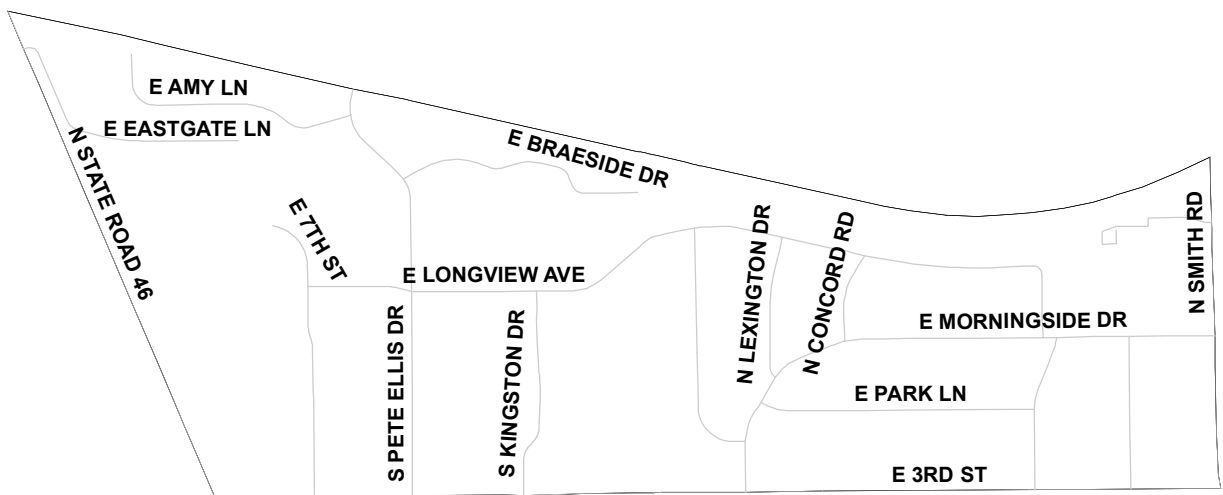 E AMY LN
E EASTGATE LN
N STATE ROAD 46
E BRAESIDE DR
E 7TH ST
E LONGVIEW AVE
N LEXINGTON DR
N CONCORD RD
N SMITH RD
S PETE ELLIS DR
S KINGSTON DR
E MORNINGSIDE DR
E PARK LN
E 3RD ST